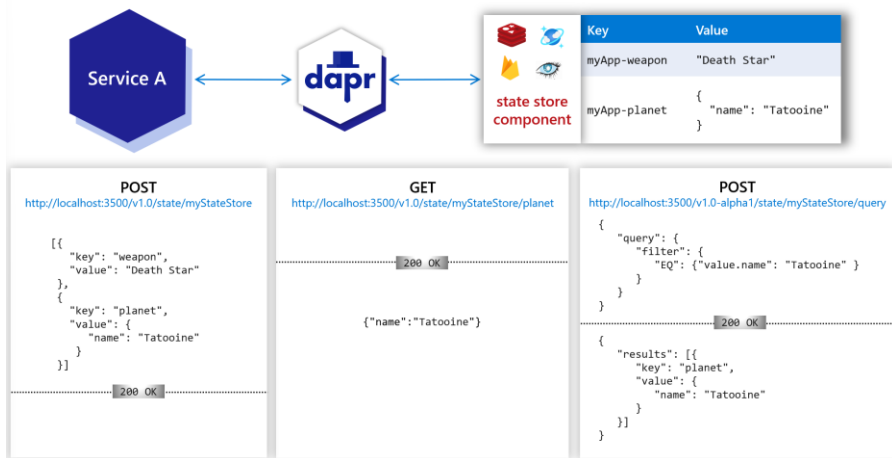 Service A
dapr
state store
component
Key Value
myApp-weapon "Death Star"
myApp-planet {
"name": "Tatooine"
}
POST
http://localhost:3500/v1.0/state/myStateStore
[{
"key": "weapon",
"value": "Death Star"
},
{
"key": "planet",
"value": {
"name": "Tatooine"
}
}]
200 OK
GET
http://localhost:3500/v1.0/state/myStateStore/planet
200 OK
{"name":"Tatooine"}
POST
http://localhost:3500/v1.0-alpha1/state/myStateStore/query
{
"query": {
"filter": {
"EQ": {"value.name": "Tatooine" }
}
}
}
200 OK
{
"results": [{
"key": "planet",
"value": {
"name": "Tatooine"
}
}]
}